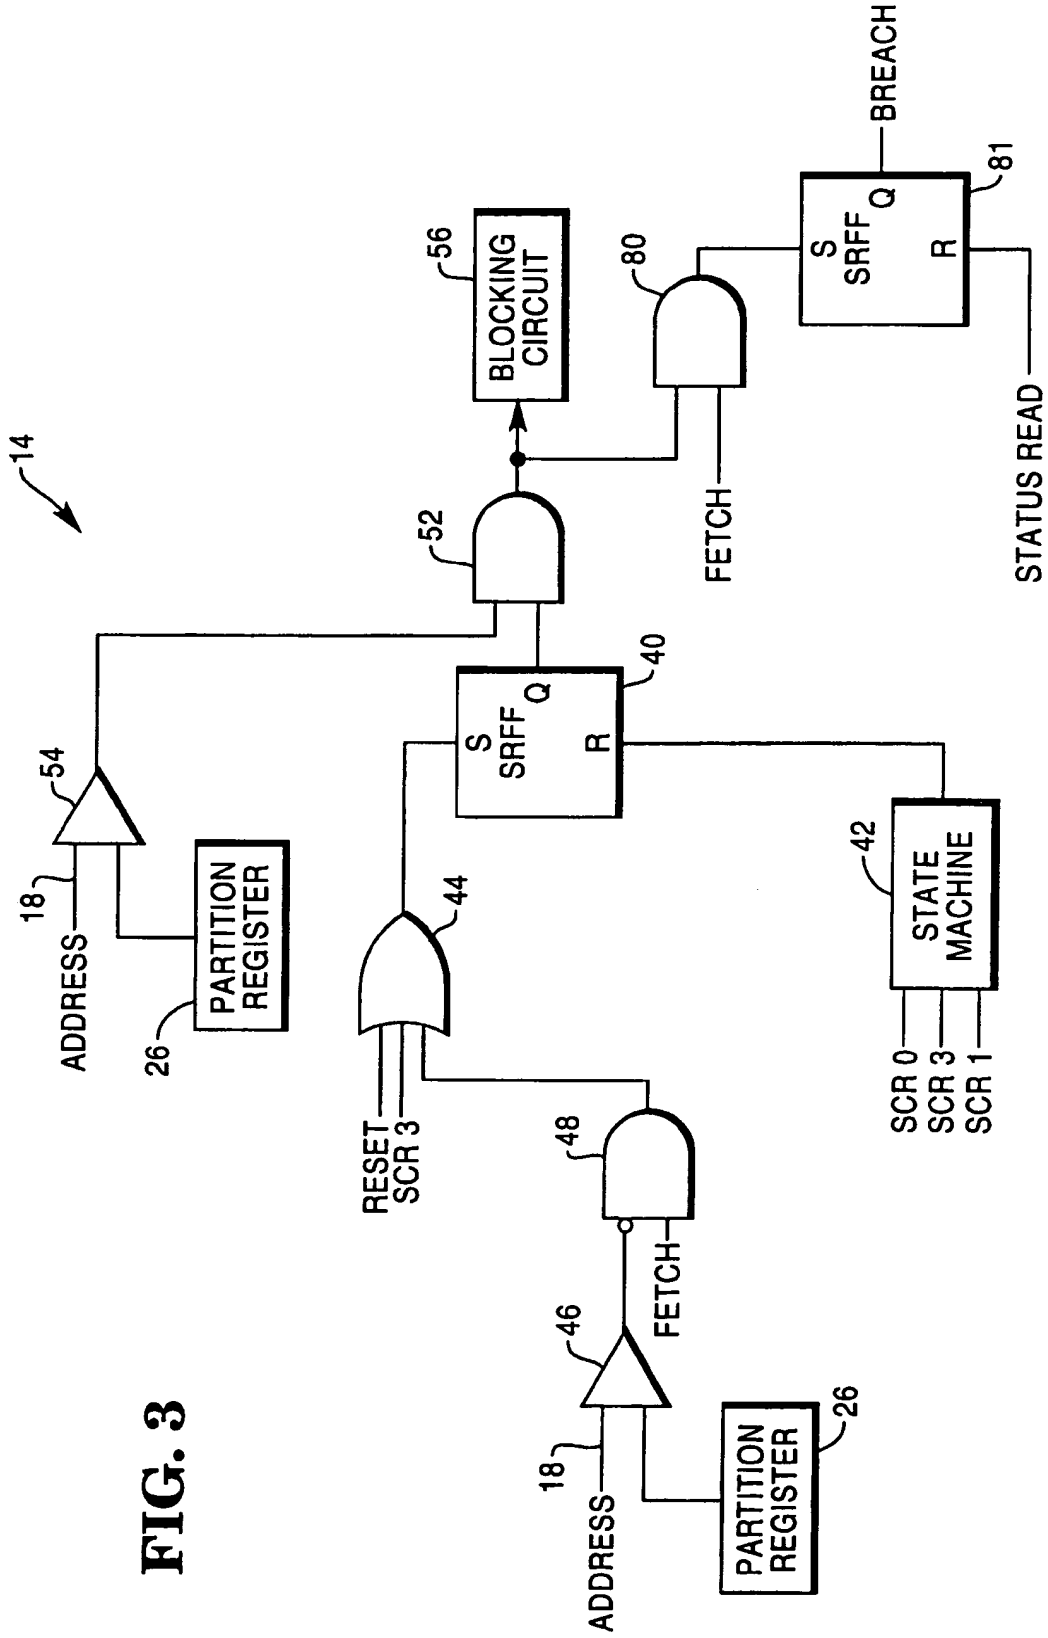 FIG. 3
14
ADDRESS
18
54
26
PARTITION
REGISTER
RESET
SCR 3
44
S
SRFF
Q
R
40
52
56
BLOCKING
CIRCUIT
ADDRESS
18
46
48
FETCH
PARTITION
REGISTER
26
SCR 0
SCR 3
SCR 1
42
STATE
MACHINE
FETCH
80
S
SRFF
Q
R
81
BREACH
STATUS READ